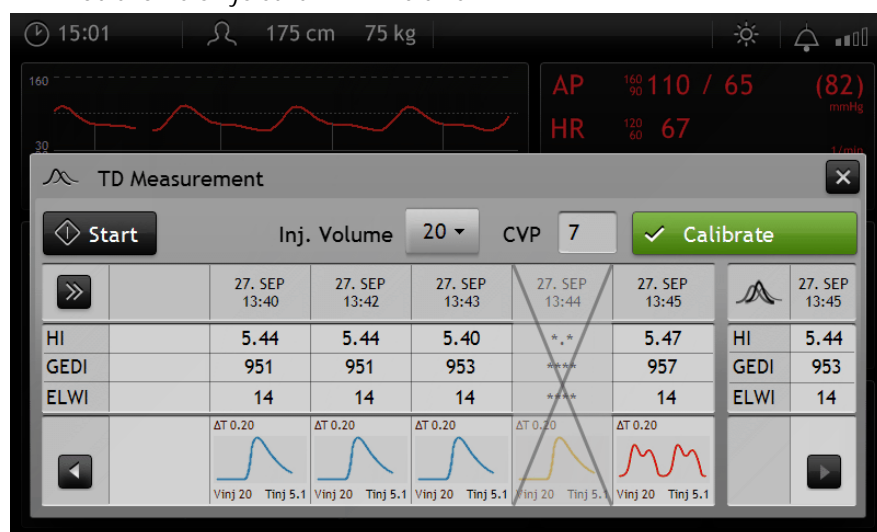 15:01 175 cm 75 kg
160
30
AP 160 90 110 / 65 (82)
mmHg
HR 120 60 67
1/min
TD Measurement
Start Inj. Volume 20 CVP 7 Calibrate
27. SEP 27. SEP 27. SEP 27. SEP 27. SEP 27. SEP
13:40 13:42 13:43 13:44 13:45 13:45
HI 5.44 5.44 5.40 *.* 5.47 HI 5.44
GEDI 951 951 953 **** 957 GEDI 953
ELWI 14 14 14 **** 14 ELWI 14
ΔT 0.20 ΔT 0.20 ΔT 0.20 ΔT 0.20 ΔT 0.20
Vinj 20 Tinj 5.1 Vinj 20 Tinj 5.1 Vinj 20 Tinj 5.1 Vinj 20 Tinj 5.1 Vinj 20 Tinj 5.1